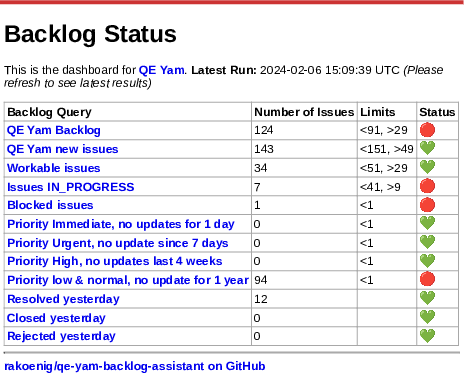 Backlog Status
This is the dashboard for QE Yam. Latest Run: 2024-02-06 15:09:39 UTC (Please
refresh to see latest results)
Backlog Query Number of Issues Limits Status
QE Yam Backlog 124 <91, >29
QE Yam new issues 143 <151, >49
Workable issues 34 <51, >29
Issues IN_PROGRESS 7 <41, >9
Blocked issues 1 <1
Priority Immediate, no updates for 1 day 0 <1
Priority Urgent, no update since 7 days 0 <1
Priority High, no updates last 4 weeks 0 <1
Priority low & normal, no update for 1 year 94 <1
Resolved yesterday 12
Closed yesterday 0
Rejected yesterday 0
rakoenig/qe-yam-backlog-assistant on GitHub